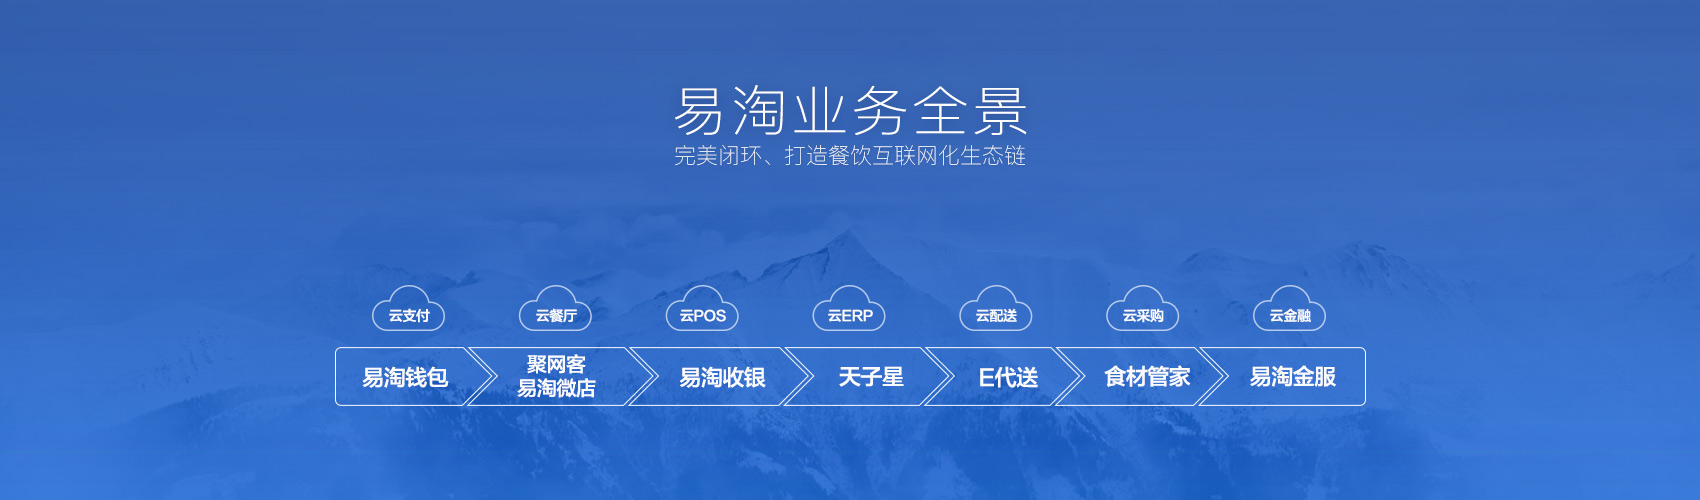 易淘业务全景
完美闭环、打造餐饮互联网化生态链
云支付
云餐厅
云POS
云ERP
云配送
云采购
云金融
易淘钱包
聚网客
易淘微店
易淘收银
天子星
E代送
食材管家
易淘金服